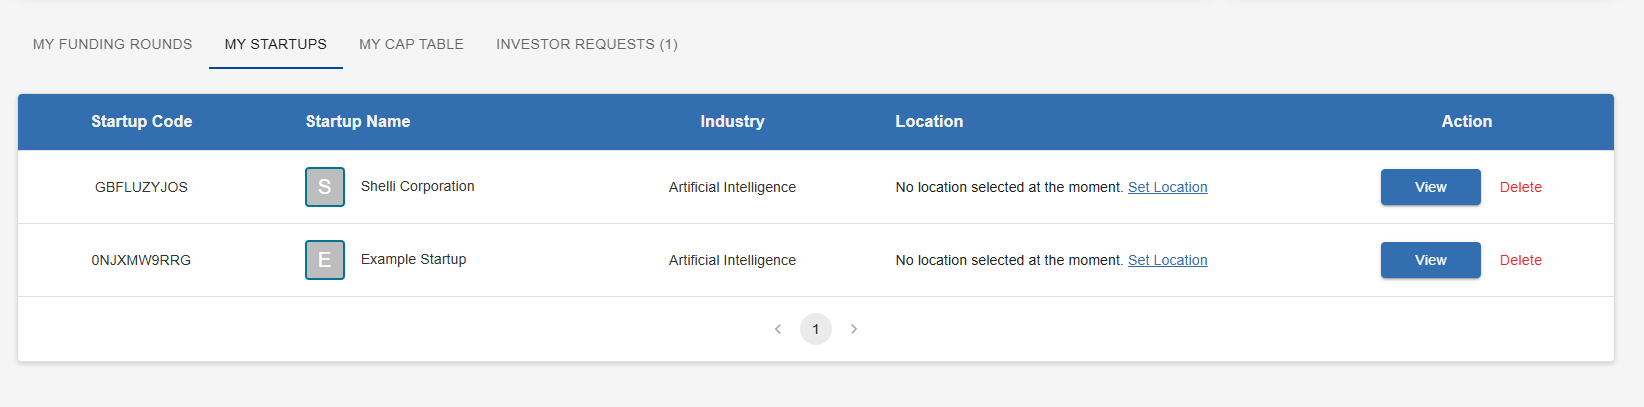 MY FUNDING ROUNDS MY STARTUPS MY CAP TABLE INVESTOR REQUESTS (1)
Startup Code Startup Name Industry Location Action
GBFLUZYJOS S Shelli Corporation Artificial Intelligence No location selected at the moment. Set Location View Delete
0NJXMW9RRG E Example Startup Artificial Intelligence No location selected at the moment. Set Location View Delete
1